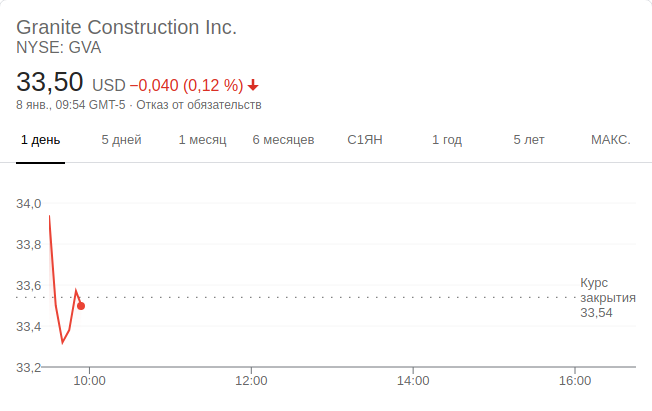 Granite Construction Inc.
NYSE: GVA
33,50 USD −0,040 (0,12 %)
8 янв., 09:54 GMT-5 · Отказ от обязательств
1 день 5 дней 1 месяц 6 месяцев С1ЯН 1 год 5 лет МАКС.
34,0
33,8
33,6
33,4
33,2
Курс
закрытия
33,54
10:00 12:00 14:00 16:00